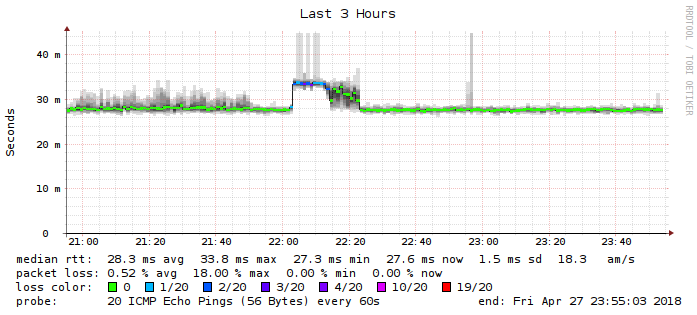 Last 3 Hours
RRDTOOL / TOBI OETIKER
Seconds
40 m
30 m
20 m
10 m
0
21:00 21:20 21:40 22:00 22:20 22:40 23:00 23:20 23:40
median rtt: 28.3 ms avg 33.8 ms max 27.3 ms min 27.6 ms now 1.5 ms sd 18.3 am/s
packet loss: 0.52 % avg 18.00 % max 0.00 % min 0.00 % now
loss color: 0 1/20 2/20 3/20 4/20 10/20 19/20
probe: 20 ICMP Echo Pings (56 Bytes) every 60s end: Fri Apr 27 23:55:03 2018